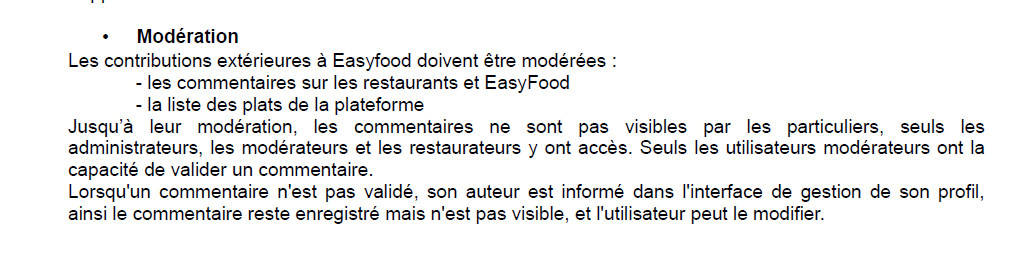 • Modération
Les contributions extérieures à Easyfood doivent être modérées :
- les commentaires sur les restaurants et EasyFood
- la liste des plats de la plateforme
Jusqu'à leur modération, les commentaires ne sont pas visibles par les particuliers, seuls les
administrateurs, les modérateurs et les restaurateurs y ont accès. Seuls les utilisateurs modérateurs ont la
capacité de valider un commentaire.
Lorsqu'un commentaire n'est pas validé, son auteur est informé dans l'interface de gestion de son profil,
ainsi le commentaire reste enregistré mais n'est pas visible, et l'utilisateur peut le modifier.